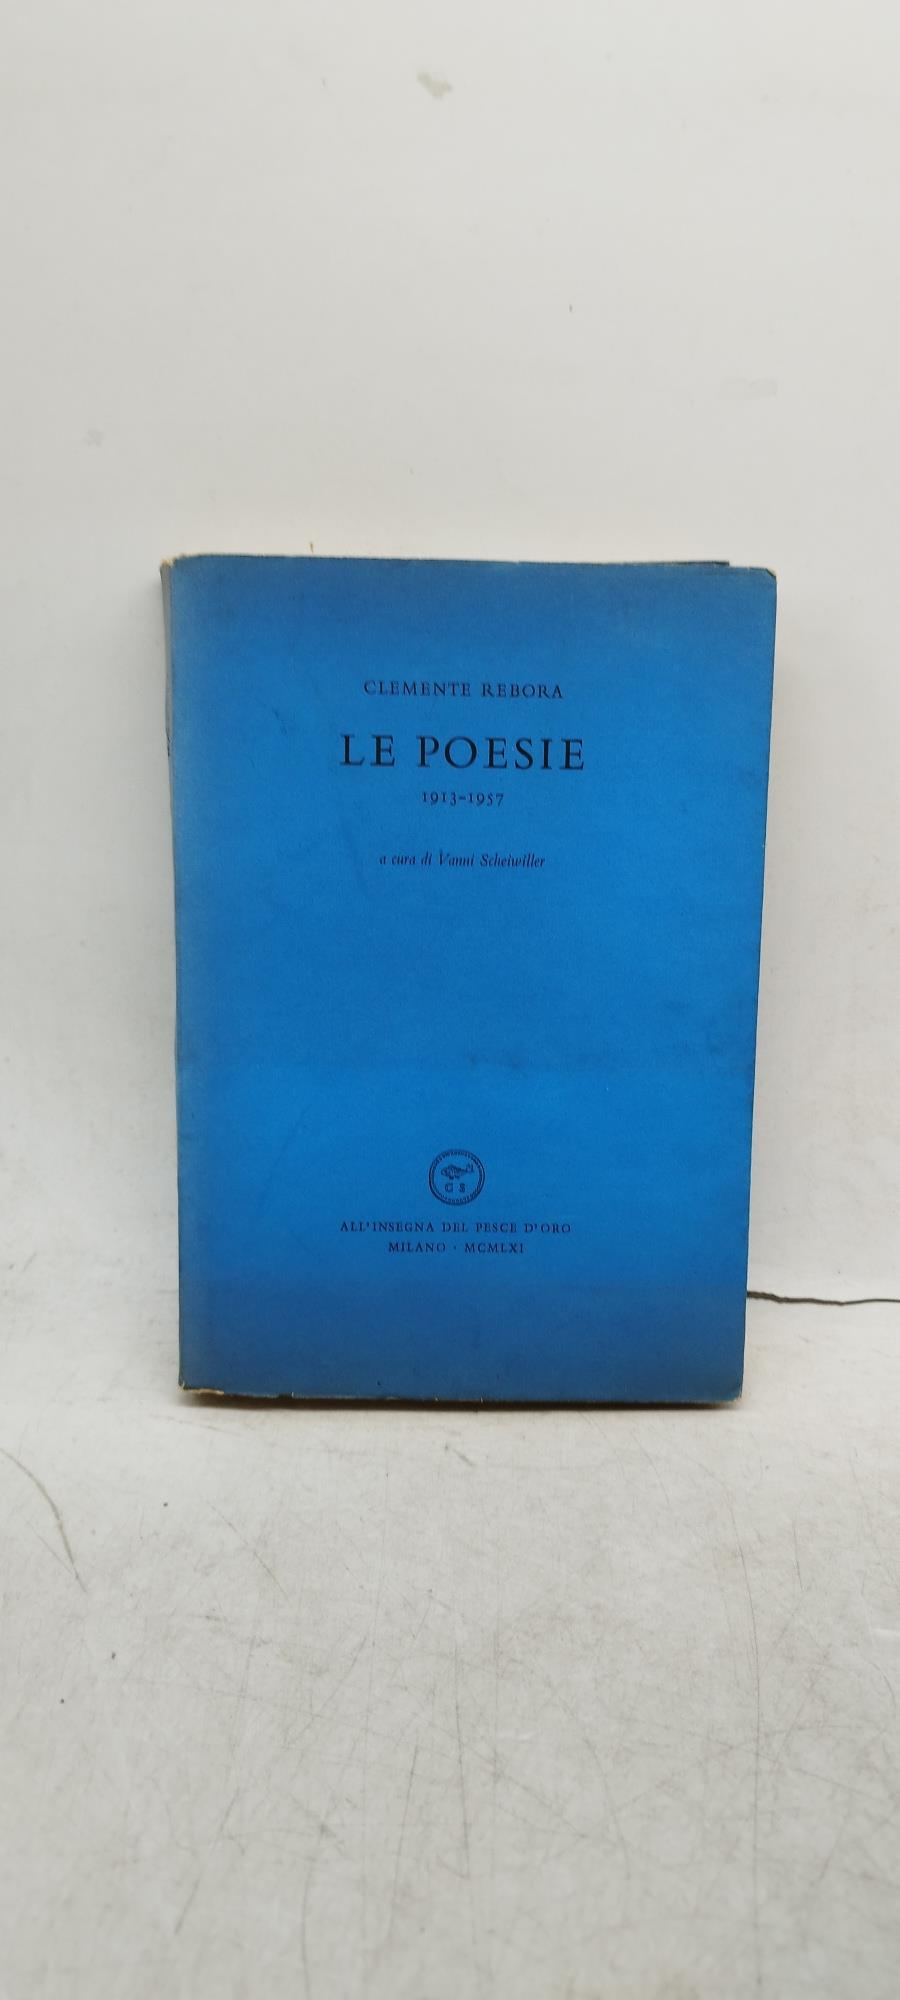 CLEMENTE REBORA
LE POESIE
1913-1957
a cura di Vanni Scheiwiller
G S
ALL'INSEGNA DEL PESCE D'ORO
MILANO · MCMLXI